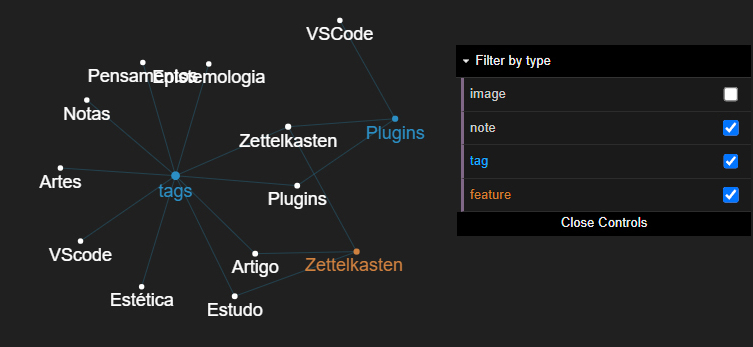 VSCode
Pensamentos
Epistemologia
Notas
Zettelkasten
Plugins
Artes
tags
Plugins
VScode
Artigo
Zettelkasten
Estética
Estudo
Filter by type
image
note
tag
feature
Close Controls